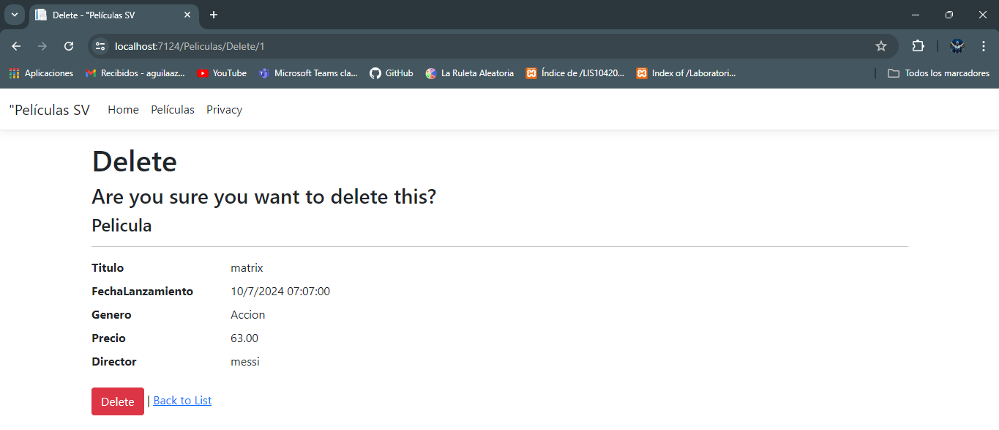 Delete - "Películas SV
localhost:7124/Peliculas/Delete/1
Aplicaciones Recibidos - aguilaaz... YouTube Microsoft Teams cla... GitHub La Ruleta Aleatoria Índice de /LIS10420... Index of /Laboratori... Todos los marcadores
"Películas SV Home Películas Privacy
Delete
Are you sure you want to delete this?
Pelicula
Titulo matrix
FechaLanzamiento 10/7/2024 07:07:00
Genero Accion
Precio 63.00
Director messi
Delete | Back to List